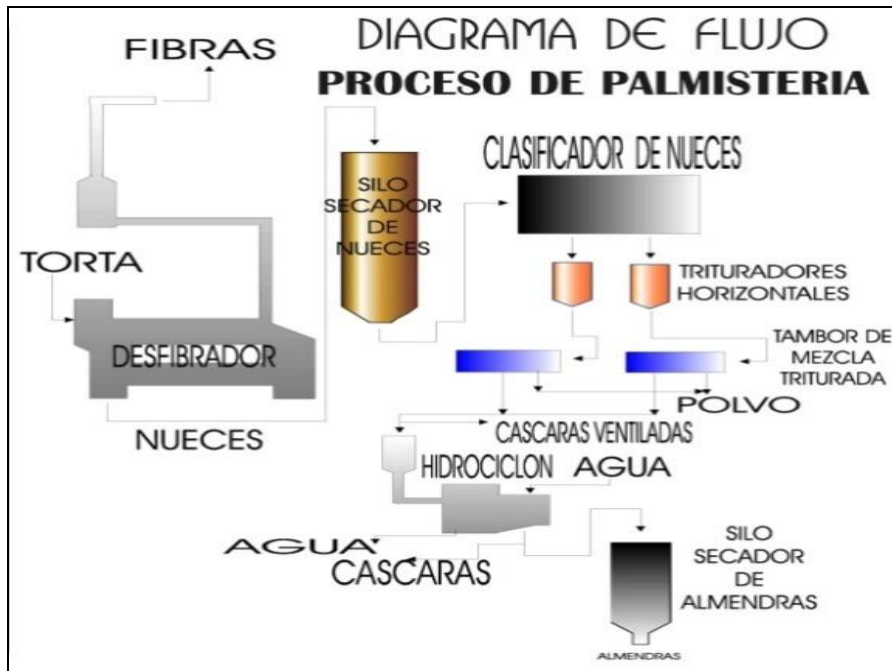 DIAGRAMA DE FLUJO
PROCESO DE PALMISTERIA
FIBRAS
CLASIFICADOR DE NUECES
SILO
SECADOR
DE
NUECES
TORTA
TRITURADORES
HORIZONTALES
DESFIBRADOR
TAMBOR DE
MEZCLA
TRITURADA
POLVO
NUECES
CASCARAS VENTILADAS
HIDROCICLON
AGUA
AGUA
CASCARAS
SILO
SECADOR
DE
ALMENDRAS
ALMENDRAS